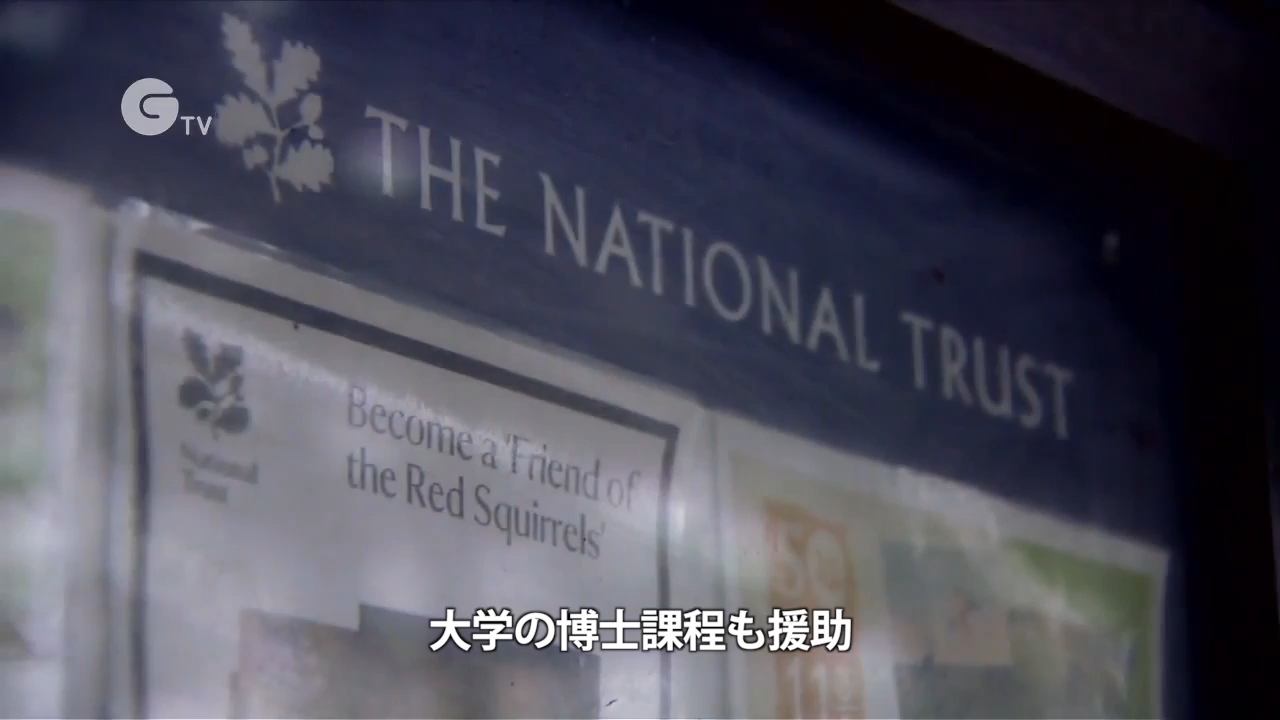 G TV
THE NATIONAL TRUST
National
Trust
Become a 'Friend of
the Red Squirrels'
大学の博士課程も援助